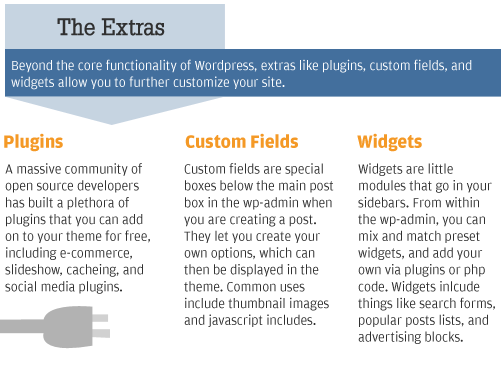 The Extras
Beyond the core functionality of Wordpress, extras like plugins, custom fields, and
widgets allow you to further customize your site.
Plugins
A massive community of
open source developers
has built a plethora of
plugins that you can add
on to your theme for free,
including e-commerce,
slideshow, cacheing, and
social media plugins.
Custom Fields
Custom fields are special
boxes below the main post
box in the wp-admin when
you are creating a post.
They let you create your
own options, which can
then be displayed in the
theme. Common uses
include thumbnail images
and javascript includes.
Widgets
Widgets are little
modules that go in your
sidebars. From within
the wp-admin, you can
mix and match preset
widgets, and add your
own via plugins or php
code. Widgets inlcude
things like search forms,
popular posts lists, and
advertising blocks.